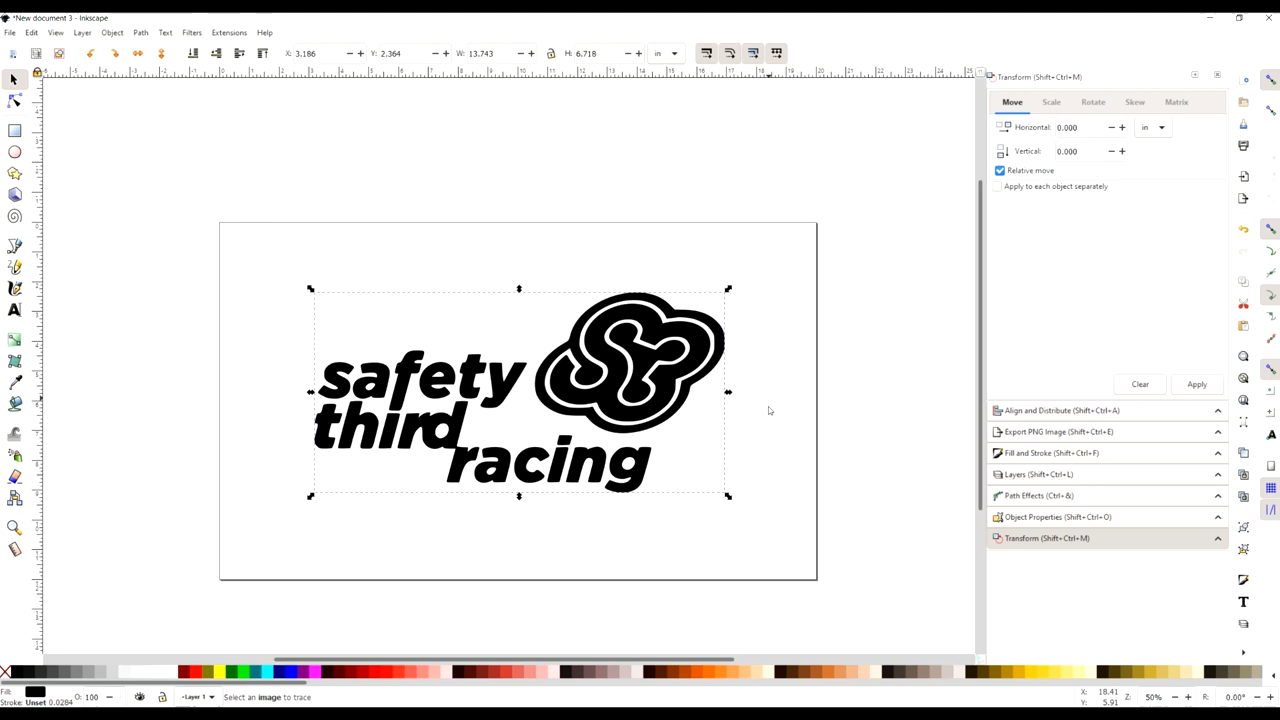 *New document 3 - Inkscape
File Edit View Layer Object Path Text Filters Extensions Help
X: 3.186 Y: 2.364 W: 13.743 H: 6.718 in
Transform (Shift+Ctrl+M)
Move Scale Rotate Skew Matrix
Horizontal: 0.000 in
Vertical: 0.000
Relative move
Apply to each object separately
Clear Apply
Align and Distribute (Shift+Ctrl+A)
Export PNG Image (Shift+Ctrl+E)
Fill and Stroke (Shift+Ctrl+F)
Layers (Shift+Ctrl+L)
Path Effects (Ctrl+&)
Object Properties (Shift+Ctrl+O)
Transform (Shift+Ctrl+M)
safety
third
racing
Fill:
Stroke: Unset 0.0284
O: 100
Layer 1
Select an image to trace
X: 18.41
Y: 5.91
Z: 50%
R: 0.00°